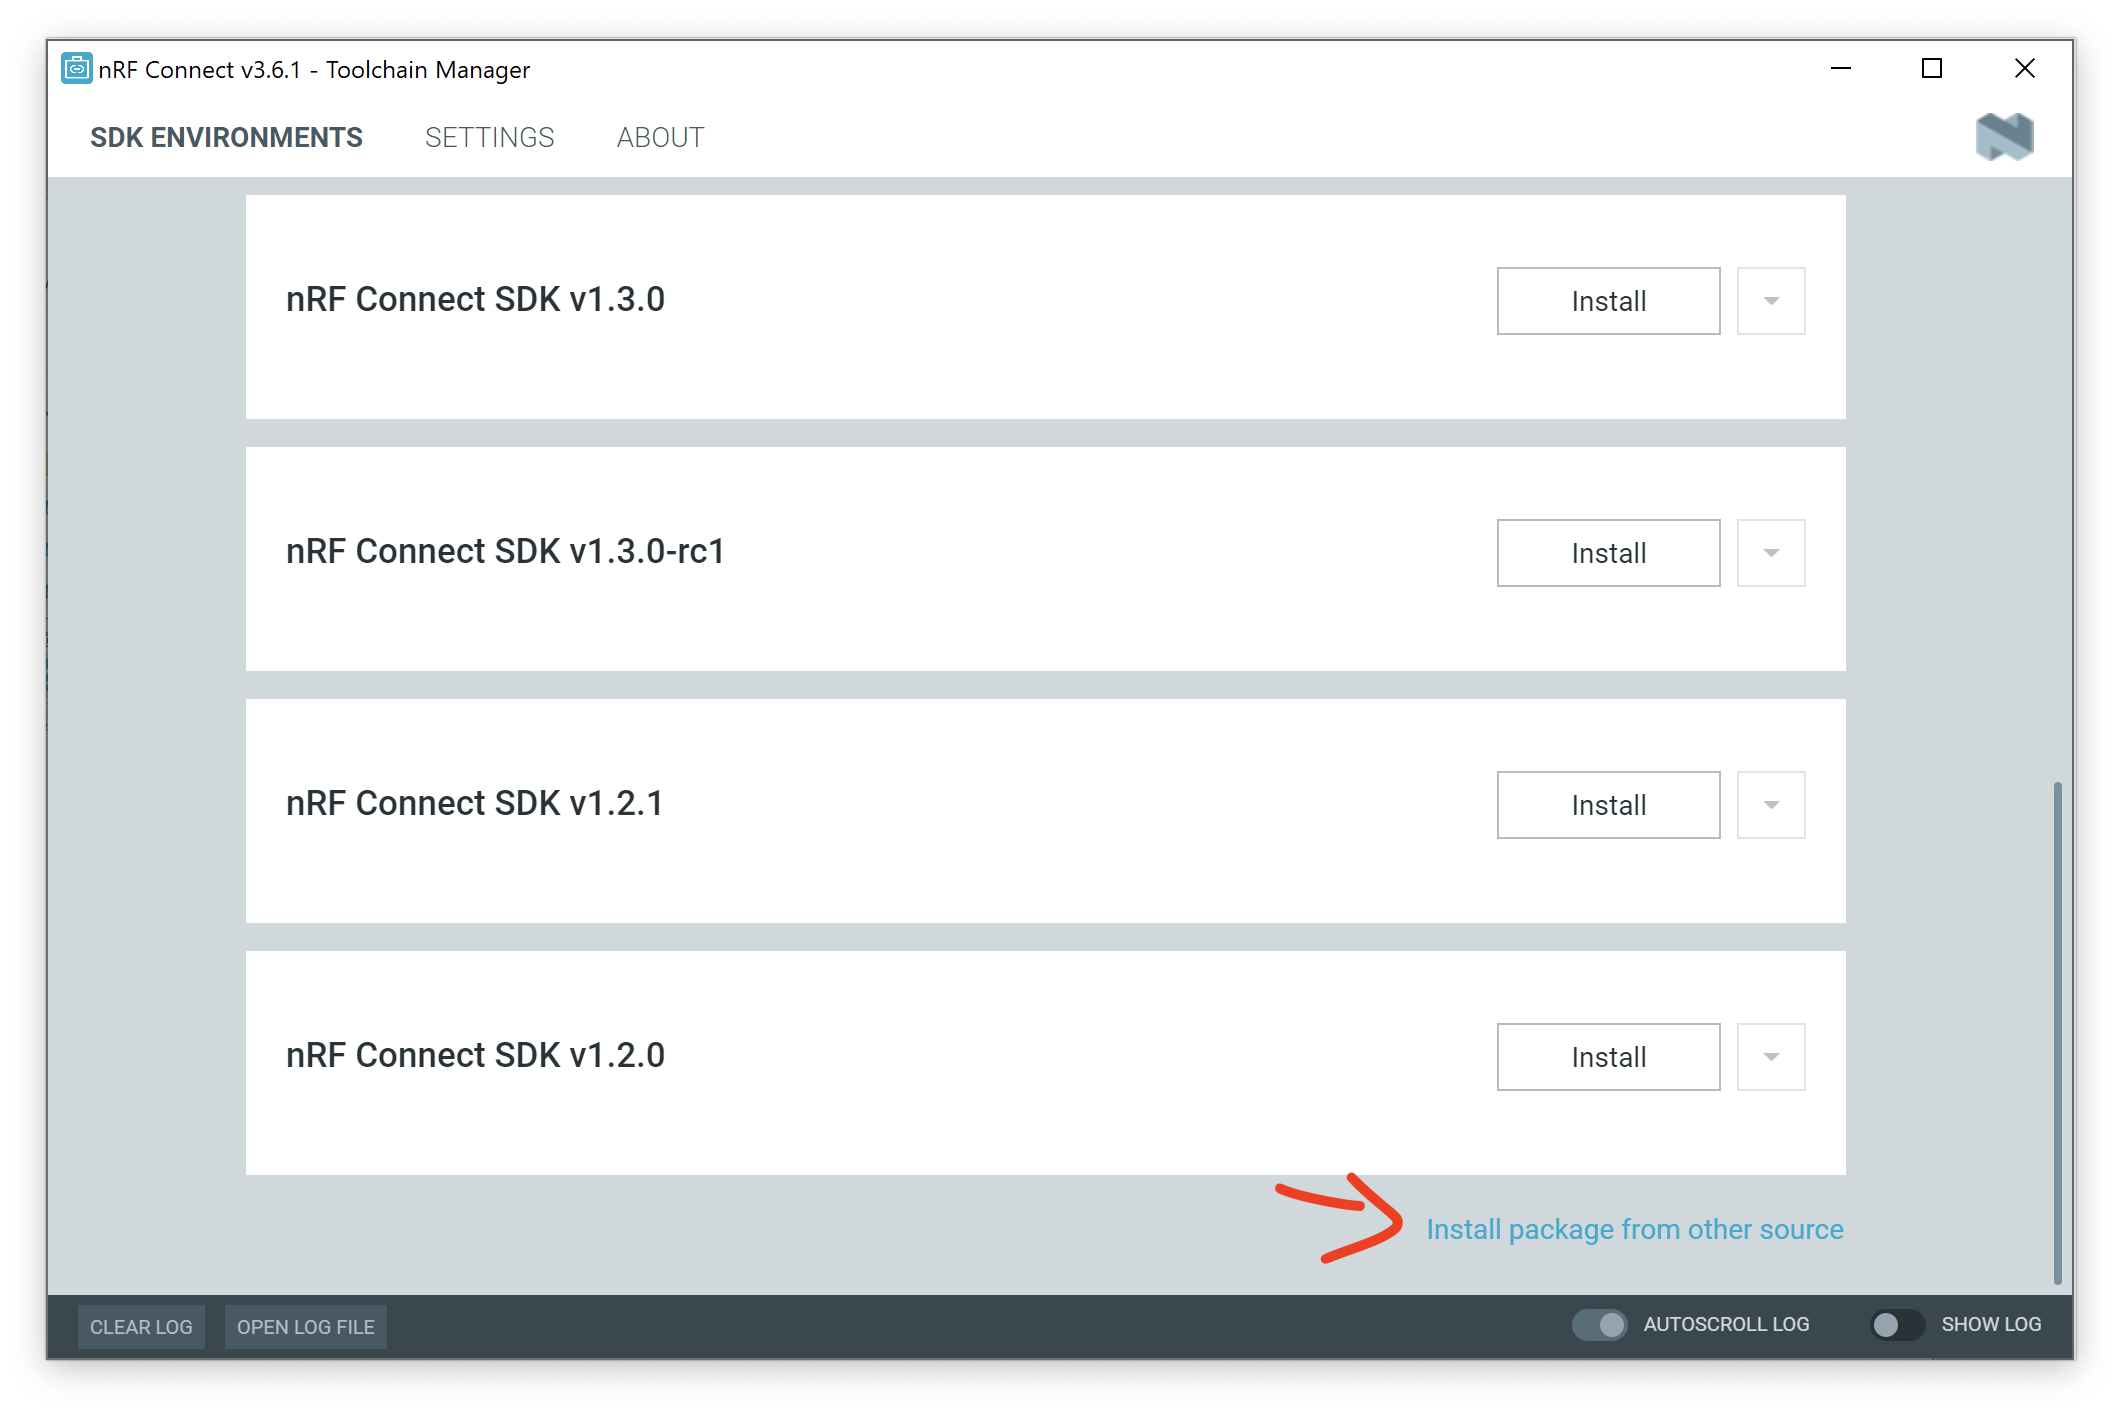 nRF Connect v3.6.1 - Toolchain Manager
SDK ENVIRONMENTS SETTINGS ABOUT
nRF Connect SDK v1.3.0 Install
nRF Connect SDK v1.3.0-rc1 Install
nRF Connect SDK v1.2.1 Install
nRF Connect SDK v1.2.0 Install
Install package from other source
CLEAR LOG OPEN LOG FILE AUTOSCROLL LOG SHOW LOG